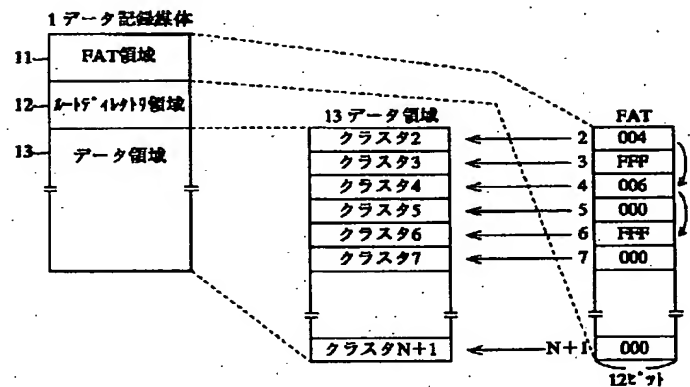 1 データ記録媒体
11
FAT領域
12
ルートディレクトリ領域
13
データ領域
13 データ領域
クラスタ2
クラスタ3
クラスタ4
クラスタ5
クラスタ6
クラスタ7
クラスタN+1
FAT
2 004
3 FFF
4 006
5 000
6 FFF
7 000
N+1 000
12ビット